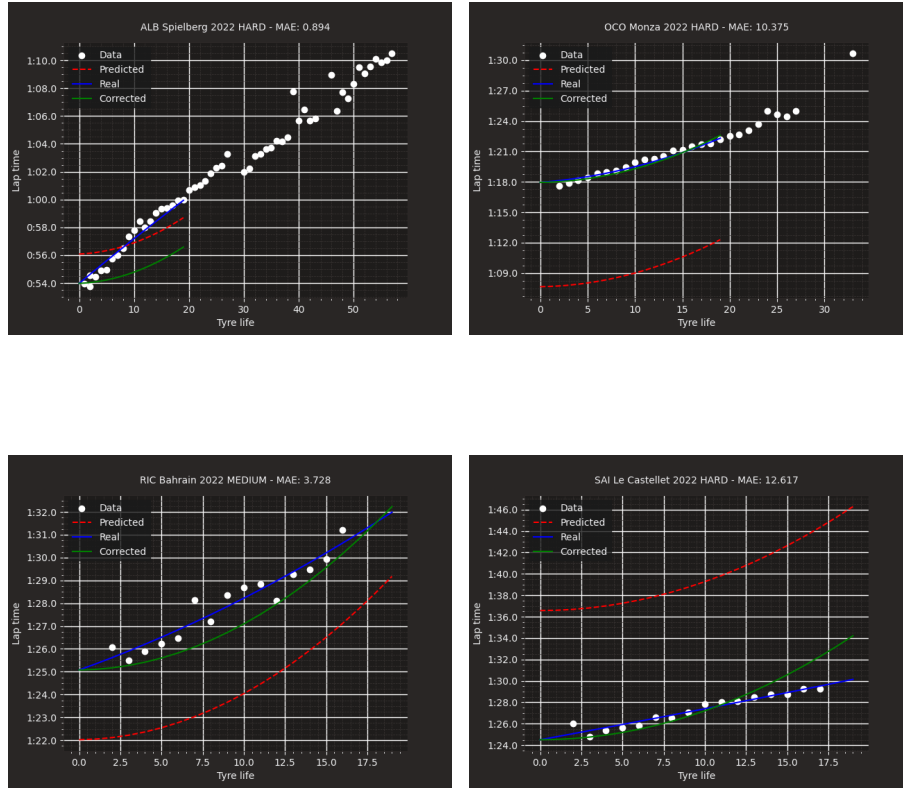 ALB Spielberg 2022 HARD - MAE: 0.894
Data
Predicted
Real
Corrected
1:10.0
1:08.0
1:06.0
1:04.0
1:02.0
1:00.0
0:58.0
0:56.0
0:54.0
Lap time
0 10 20 30 40 50
Tyre life
OCO Monza 2022 HARD - MAE: 10.375
Data
Predicted
Real
Corrected
1:30.0
1:27.0
1:24.0
1:21.0
1:18.0
1:15.0
1:12.0
1:09.0
Lap time
0 5 10 15 20 25 30
Tyre life
RIC Bahrain 2022 MEDIUM - MAE: 3.728
Data
Predicted
Real
Corrected
1:32.0
1:31.0
1:30.0
1:29.0
1:28.0
1:27.0
1:26.0
1:25.0
1:24.0
1:23.0
1:22.0
Lap time
0.0 2.5 5.0 7.5 10.0 12.5 15.0 17.5
Tyre life
SAI Le Castellet 2022 HARD - MAE: 12.617
Data
Predicted
Real
Corrected
1:46.0
1:44.0
1:42.0
1:40.0
1:38.0
1:36.0
1:34.0
1:32.0
1:30.0
1:28.0
1:26.0
1:24.0
Lap time
0.0 2.5 5.0 7.5 10.0 12.5 15.0 17.5
Tyre life